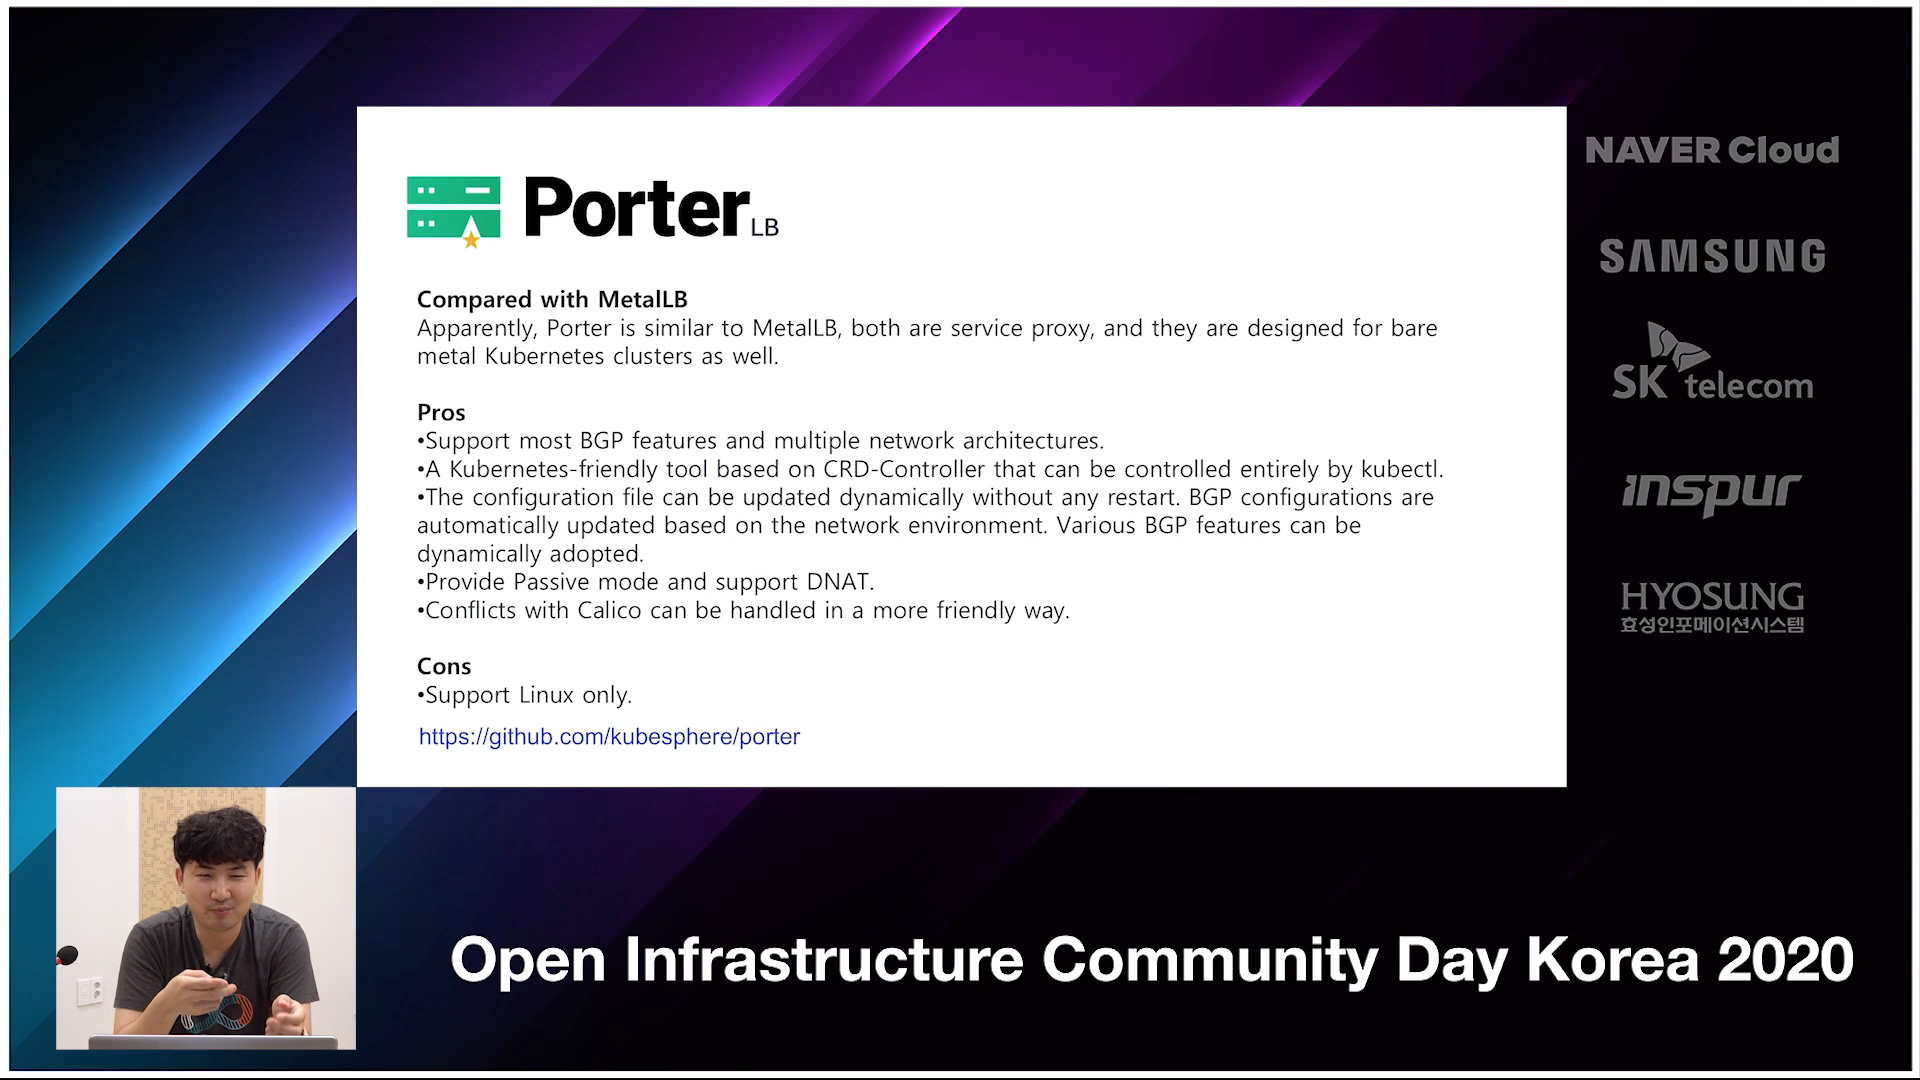 Porter LB
Compared with MetalLB
Apparently, Porter is similar to MetalLB, both are service proxy, and they are designed for bare
metal Kubernetes clusters as well.
Pros
•Support most BGP features and multiple network architectures.
•A Kubernetes-friendly tool based on CRD-Controller that can be controlled entirely by kubectl.
•The configuration file can be updated dynamically without any restart. BGP configurations are
automatically updated based on the network environment. Various BGP features can be
dynamically adopted.
•Provide Passive mode and support DNAT.
•Conflicts with Calico can be handled in a more friendly way.
Cons
•Support Linux only.
https://github.com/kubesphere/porter
NAVER Cloud
SAMSUNG
SK telecom
inspur
HYOSUNG
효성인포메이션시스템
Open Infrastructure Community Day Korea 2020